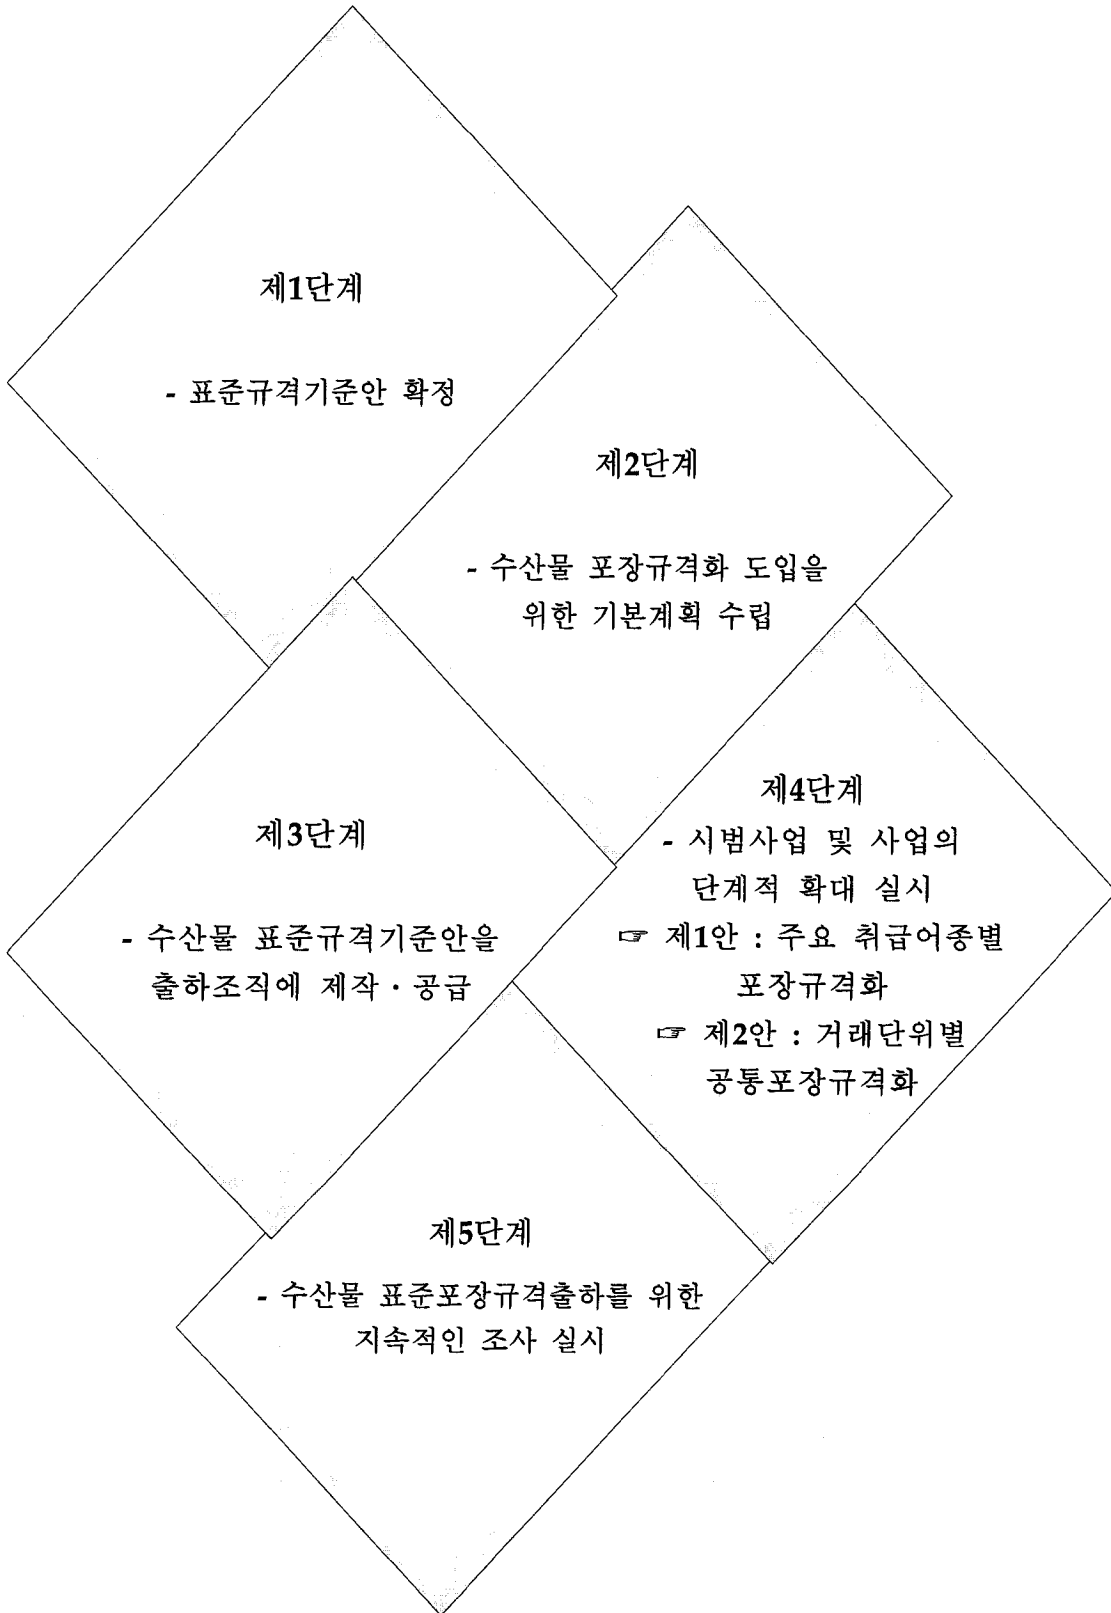 제1단계
- 표준규격기준안 확정
제2단계
- 수산물 포장규격화 도입을
위한 기본계획 수립
제3단계
- 수산물 표준규격기준안을
출하조직에 제작·공급
제4단계
- 시범사업 및 사업의
단계적 확대 실시
☞ 제1안 : 주요 취급어종별
포장규격화
☞ 제2안 : 거래단위별
공통포장규격화
제5단계
- 수산물 표준포장규격출하를 위한
지속적인 조사 실시